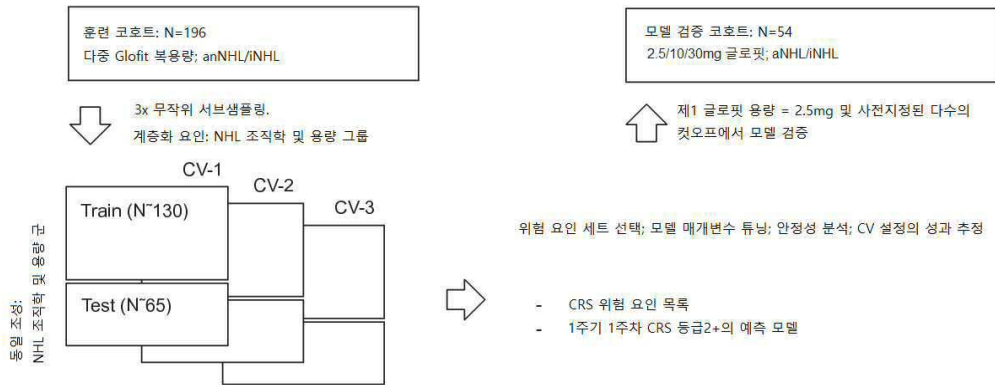 훈련 코호트: N=196
다중 Glofit 복용량; anNHL/iNHL
모델 검증 코호트: N=54
2.5/10/30mg 글로핏; aNHL/iNHL
3x 무작위 서브샘플링.
계층화 요인: NHL 조직학 및 용량 그룹
제1 글로핏 용량 = 2.5mg 및 사전지정된 다수의
컷오프에서 모델 검증
CV-1
CV-2
CV-3
Train (N~130)
Test (N~65)
동일 조성:
NHL 조직학 및 용량 군
위험 요인 세트 선택; 모델 매개변수 튜닝; 안정성 분석; CV 설정의 성과 추정
- CRS 위험 요인 목록
- 1주기 1주차 CRS 등급2+의 예측 모델